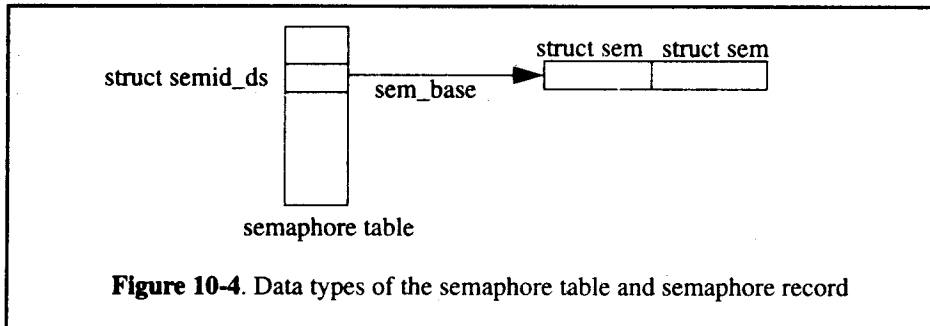 struct sem struct sem
struct semid_ds
sem_base
semaphore table
Figure 10-4. Data types of the semaphore table and semaphore record